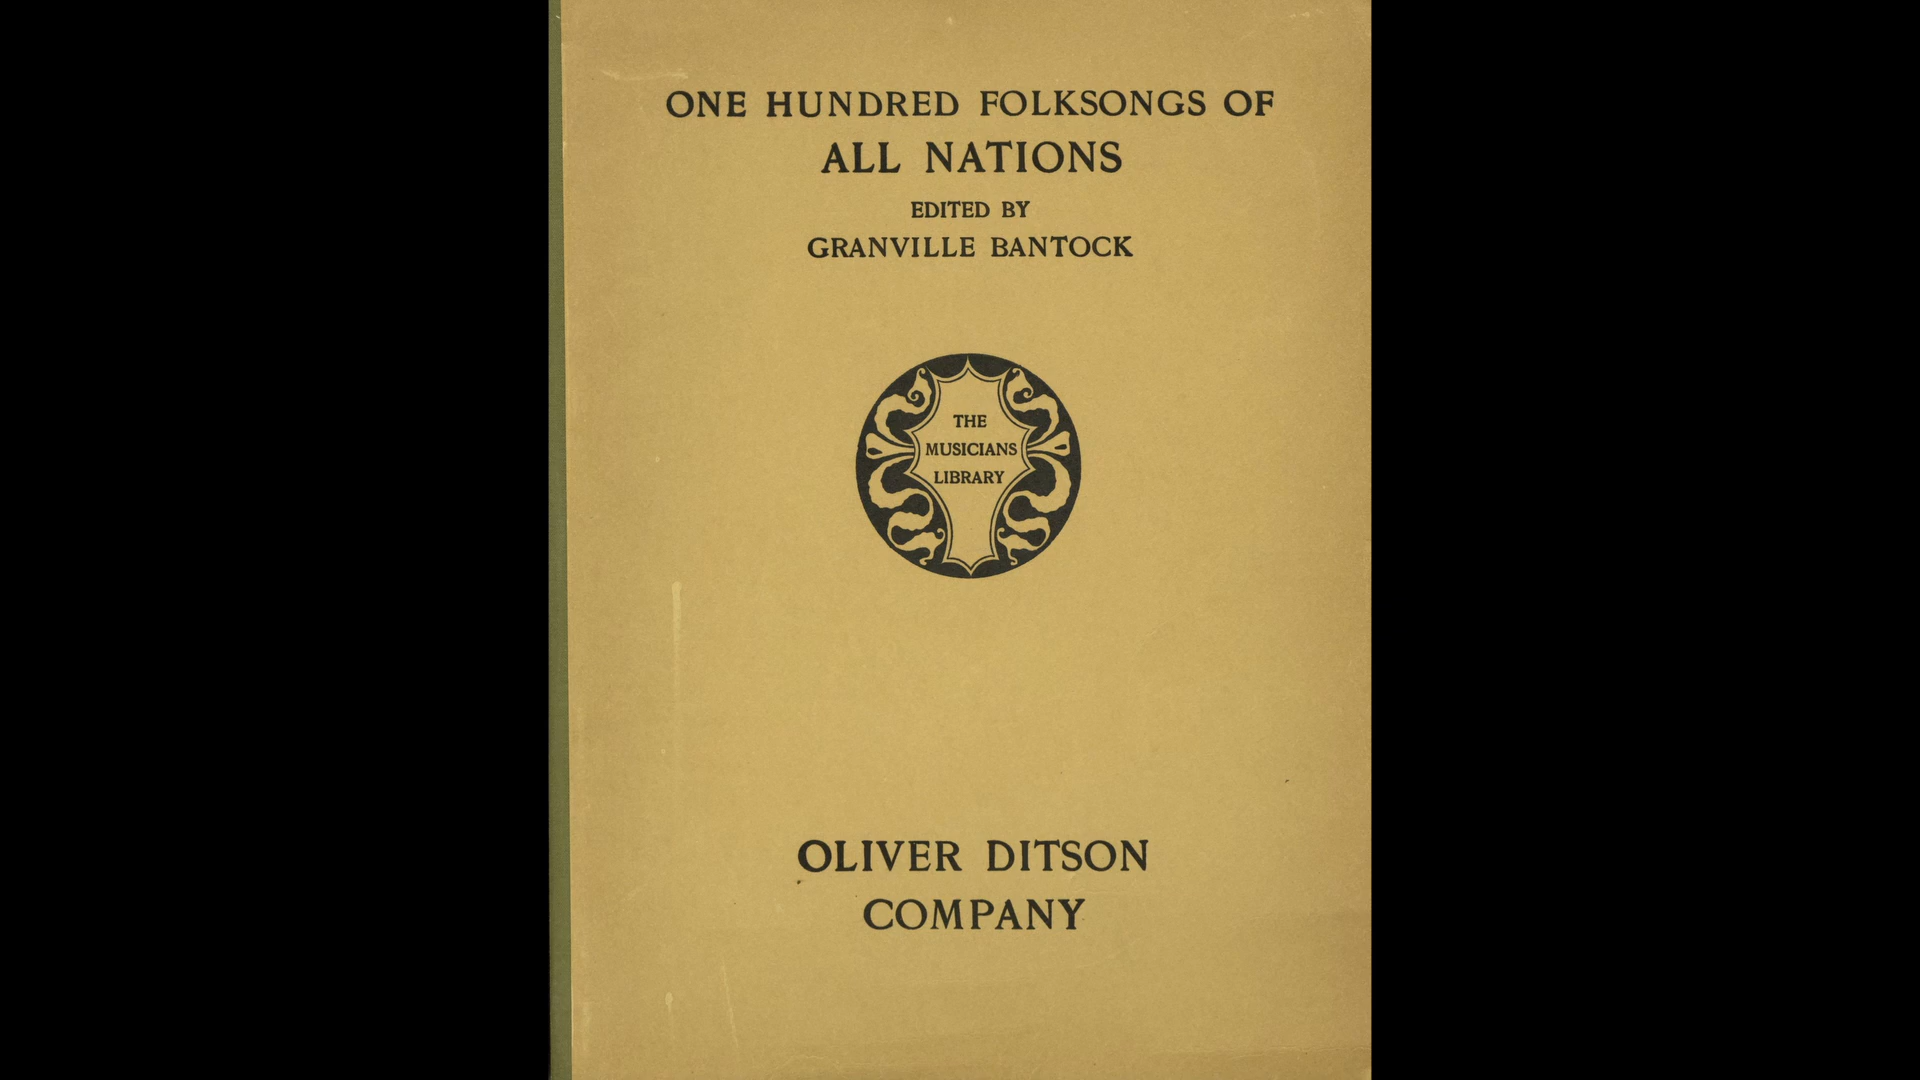 ONE HUNDRED FOLKSONGS OF
ALL NATIONS
EDITED BY
GRANVILLE BANTOCK
THE
MUSICIANS
LIBRARY
OLIVER DITSON
COMPANY